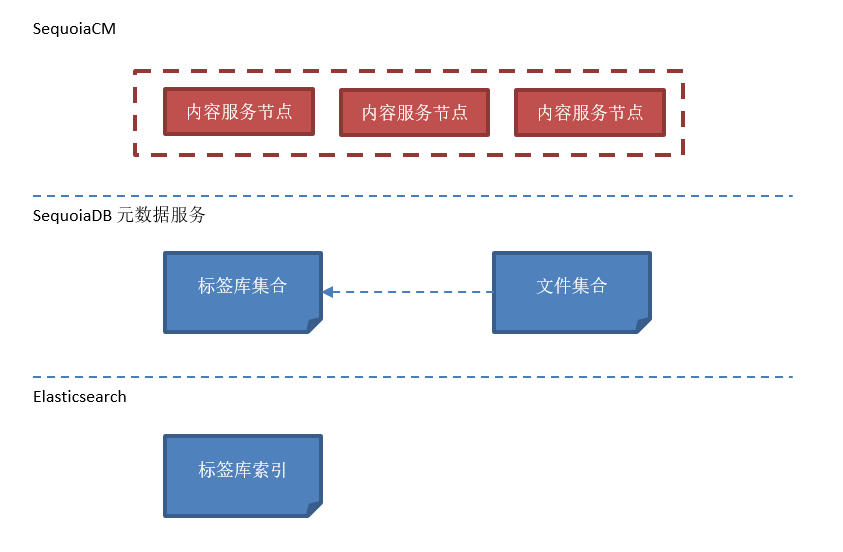 SequoiaCM
内容服务节点
内容服务节点
内容服务节点
SequoiaDB 元数据服务
标签库集合
文件集合
Elasticsearch
标签库索引